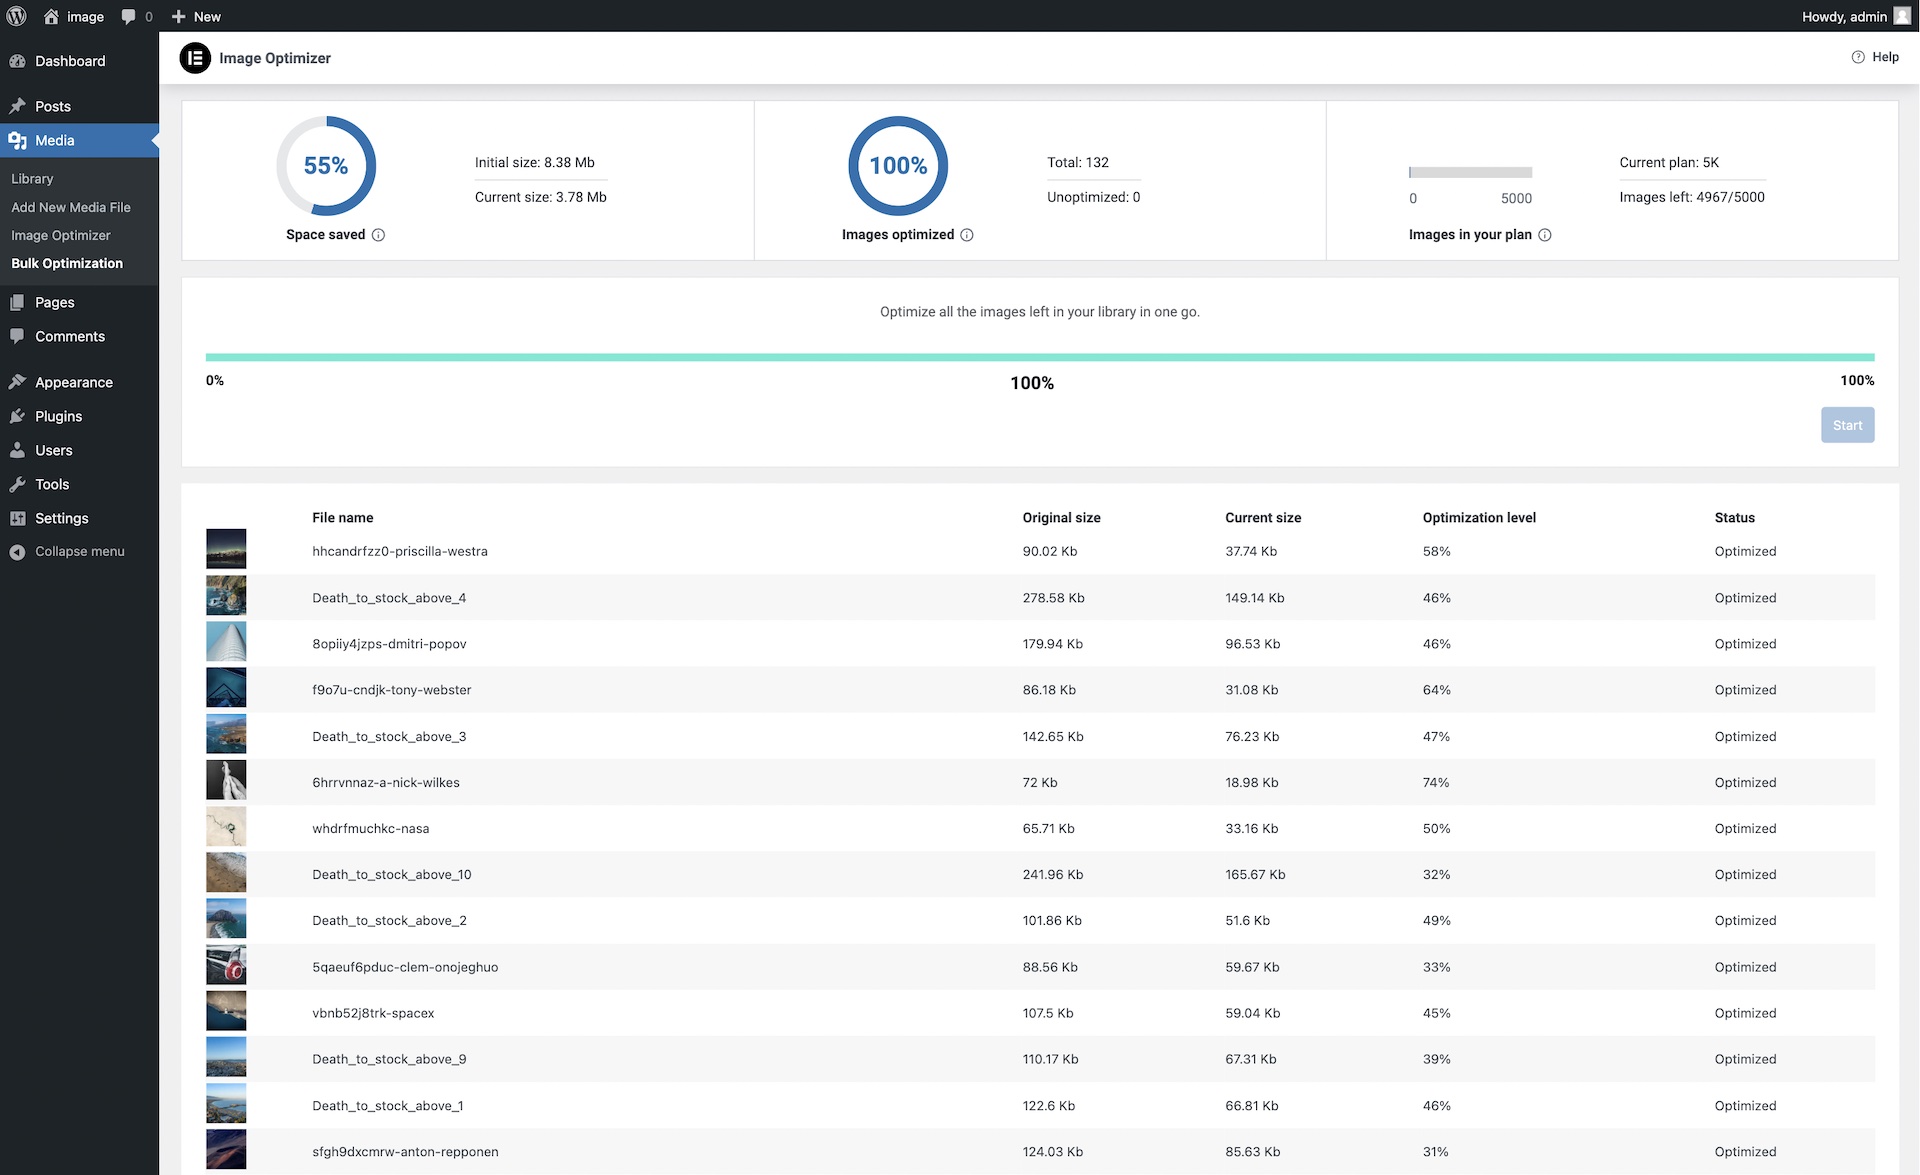 image 0 New Howdy, admin
Dashboard
Posts
Media
Library
Add New Media File
Image Optimizer
Bulk Optimization
Pages
Comments
Appearance
Plugins
Users
Tools
Settings
Collapse menu
Image Optimizer Help
55%
Initial size: 8.38 Mb
Current size: 3.78 Mb
Space saved
100%
Total: 132
Unoptimized: 0
Images optimized
0 5000
Current plan: 5K
Images left: 4967/5000
Images in your plan
Optimize all the images left in your library in one go.
0% 100% 100%
Start
File name Original size Current size Optimization level Status
hhcandrfzz0-priscilla-westra 90.02 Kb 37.74 Kb 58% Optimized
Death_to_stock_above_4 278.58 Kb 149.14 Kb 46% Optimized
8opiiy4jzps-dmitri-popov 179.94 Kb 96.53 Kb 46% Optimized
f9o7u-cndjk-tony-webster 86.18 Kb 31.08 Kb 64% Optimized
Death_to_stock_above_3 142.65 Kb 76.23 Kb 47% Optimized
6hrrvnnaz-a-nick-wilkes 72 Kb 18.98 Kb 74% Optimized
whdrfmuchkc-nasa 65.71 Kb 33.16 Kb 50% Optimized
Death_to_stock_above_10 241.96 Kb 165.67 Kb 32% Optimized
Death_to_stock_above_2 101.86 Kb 51.6 Kb 49% Optimized
5qaeuf6pduc-clem-onojeghuo 88.56 Kb 59.67 Kb 33% Optimized
vbnb52j8trk-spacex 107.5 Kb 59.04 Kb 45% Optimized
Death_to_stock_above_9 110.17 Kb 67.31 Kb 39% Optimized
Death_to_stock_above_1 122.6 Kb 66.81 Kb 46% Optimized
sfgh9dxcmrw-anton-repponen 124.03 Kb 85.63 Kb 31% Optimized